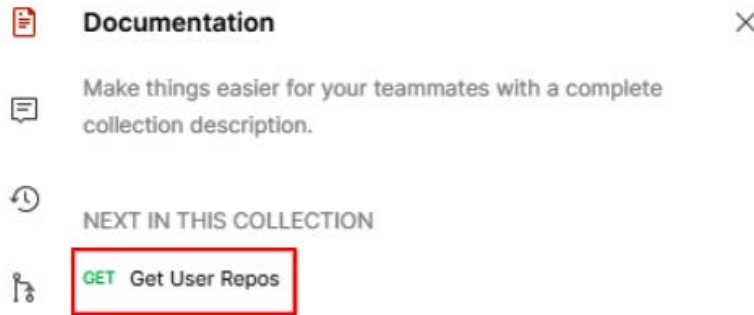 Documentation
Make things easier for your teammates with a complete
collection description.
NEXT IN THIS COLLECTION
GET Get User Repos